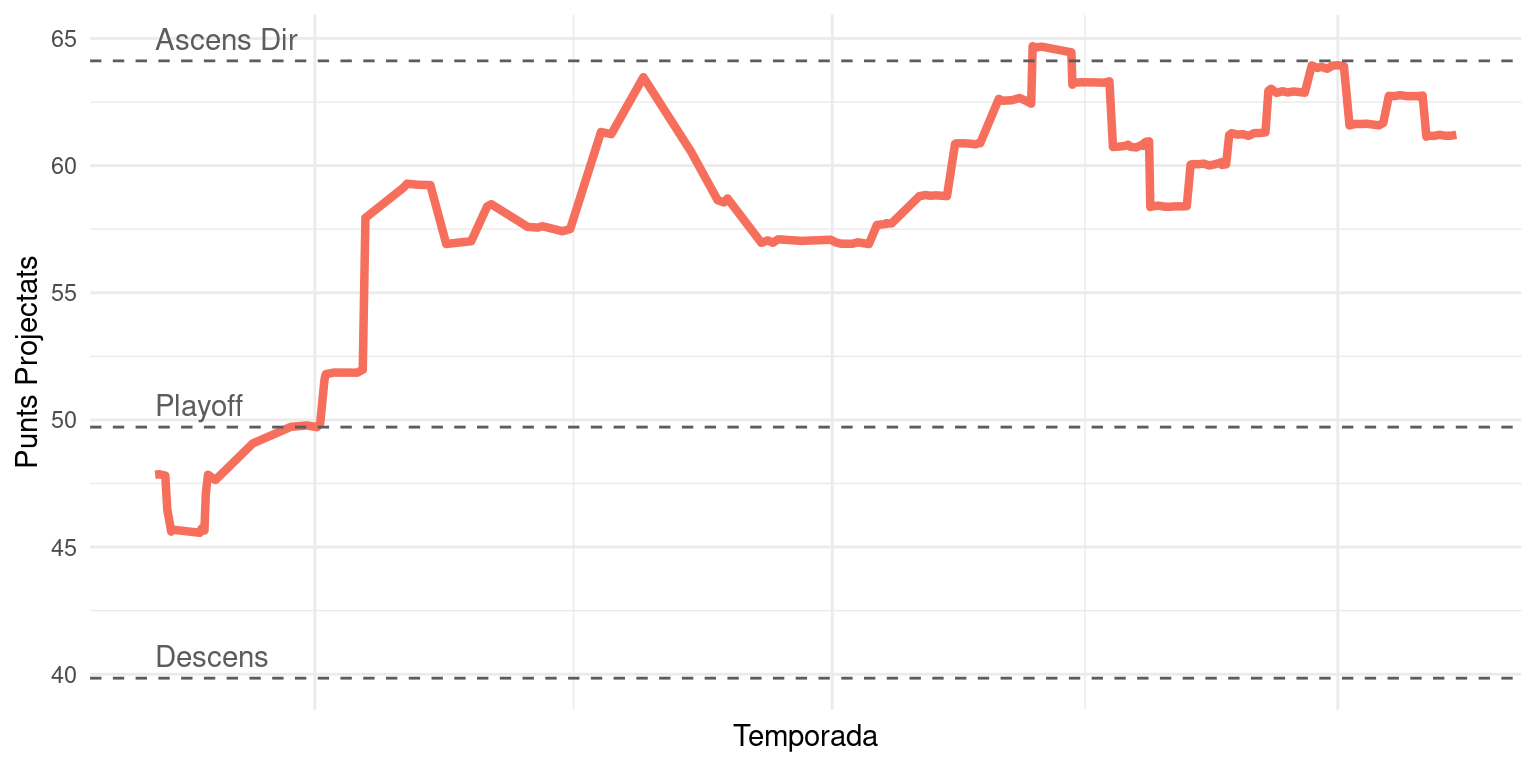 65
Ascens Dir
60
55
Punts Projectats
Playoff
50
45
Descens
40
Temporada